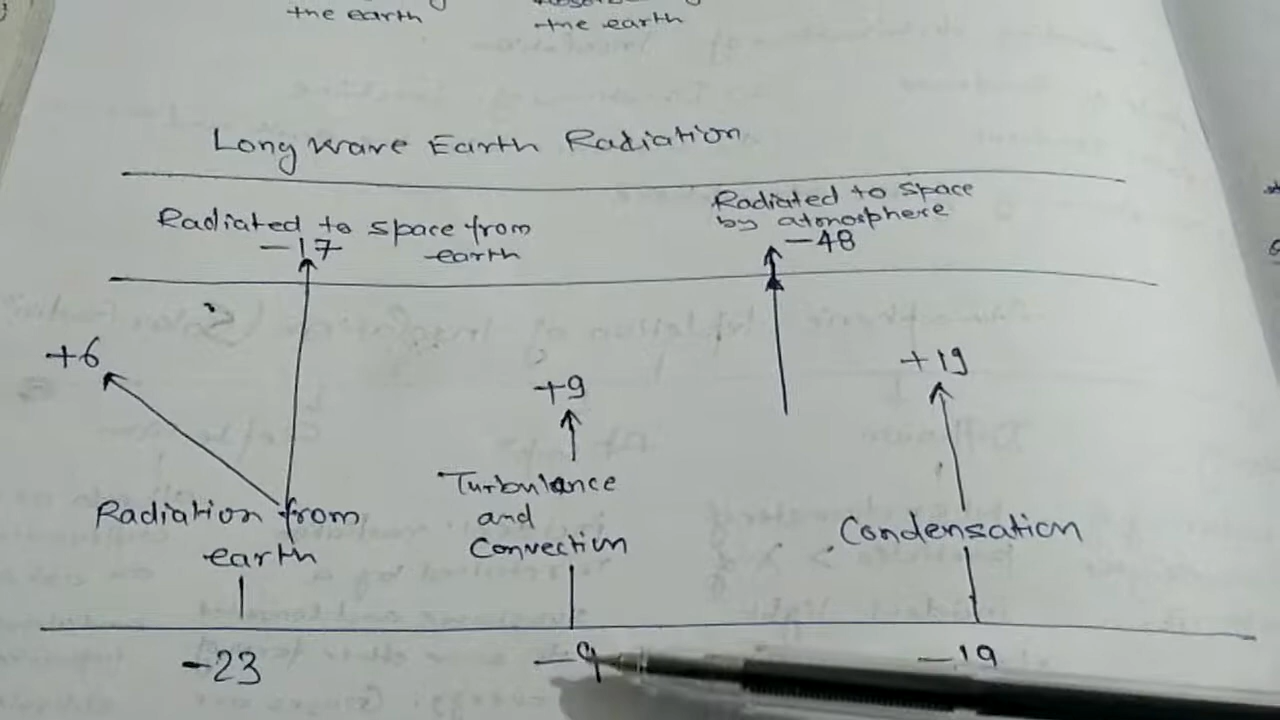 the earth
the earth
Long wave Earth Radiation
Radiated to space from
earth
-17
Radiated to space
by atmosphere
-48
+6
+9
+19
Radiation from
earth
Turbulance
and
Convection
Condensation
-23
-9
-19